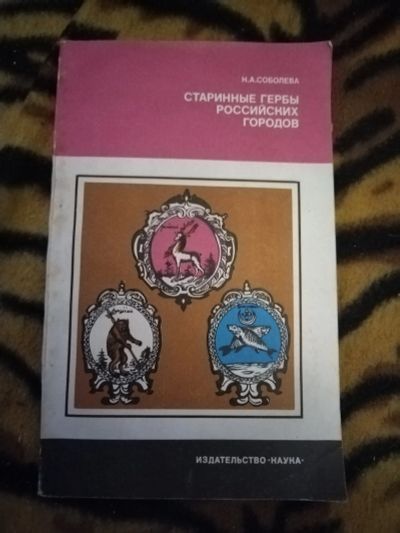 Н.А.СОБОЛЕВА
СТАРИННЫЕ ГЕРБЫ
РОССИЙСКИХ
ГОРОДОВ
ИЗДАТЕЛЬСТВО «НАУКА»